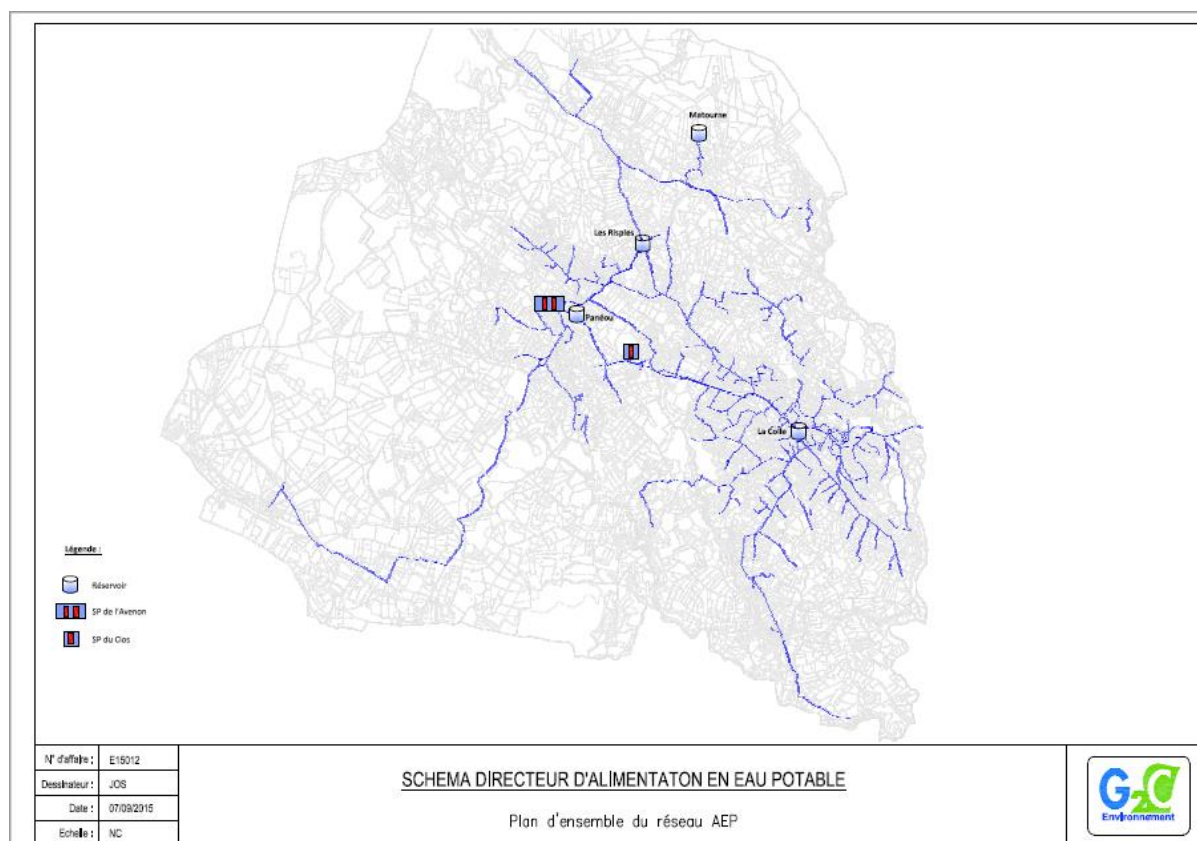 Matourne
Les Risples
Panéou
La Colle
Légende :
Réservoir
SP de l'Avenon
SP du Clos
N° d'affaire : E15012
Dessinateur : JOS
Date : 07/09/2015
Echelle : NC
SCHEMA DIRECTEUR D'ALIMENTATON EN EAU POTABLE
Plan d'ensemble du réseau AEP
G2C
Environnement